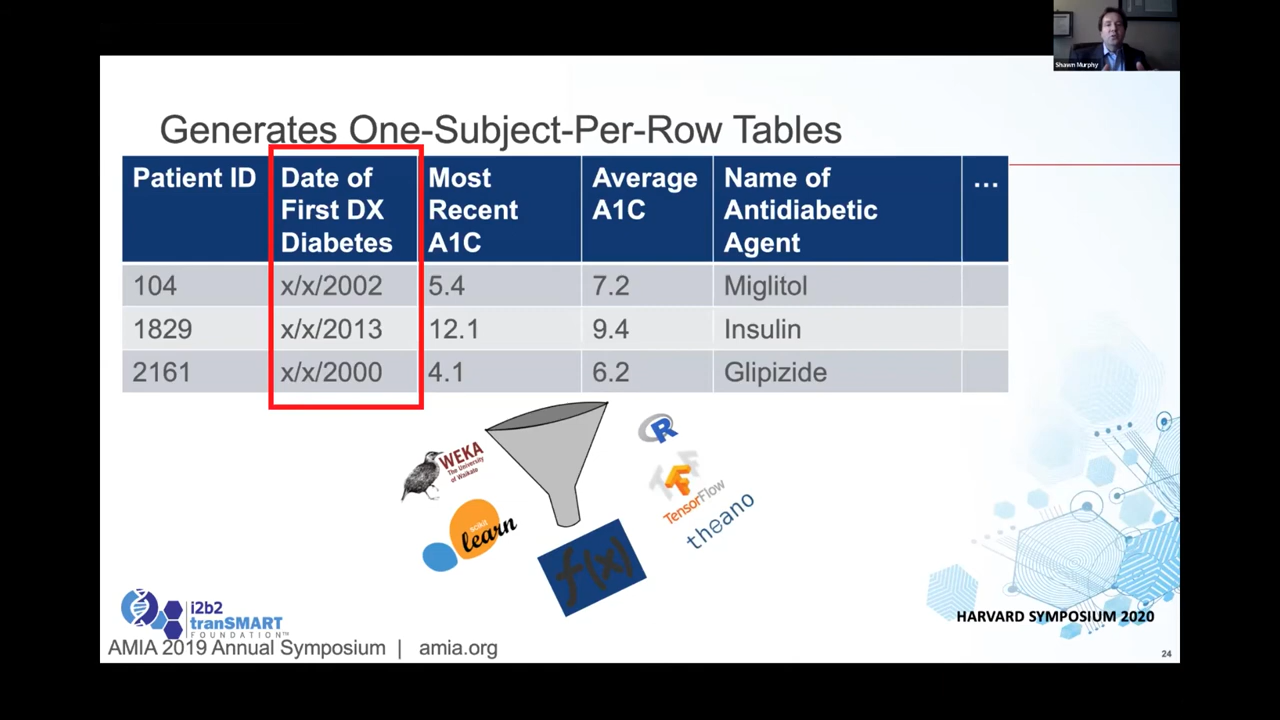 Shawn Murphy
Generates One-Subject-Per-Row Tables
Patient ID
Date of
First DX
Diabetes
Most
Recent
A1C
Average
A1C
Name of
Antidiabetic
Agent
...
104 x/x/2002 5.4 7.2 Miglitol
1829 x/x/2013 12.1 9.4 Insulin
2161 x/x/2000 4.1 6.2 Glipizide
WEKA
The University
of Waikato
R
TF
TensorFlow
theano
scikit
learn
f(x)
i2b2
tranSMART
FOUNDATION™
HARVARD SYMPOSIUM 2020
AMIA 2019 Annual Symposium | amia.org
24